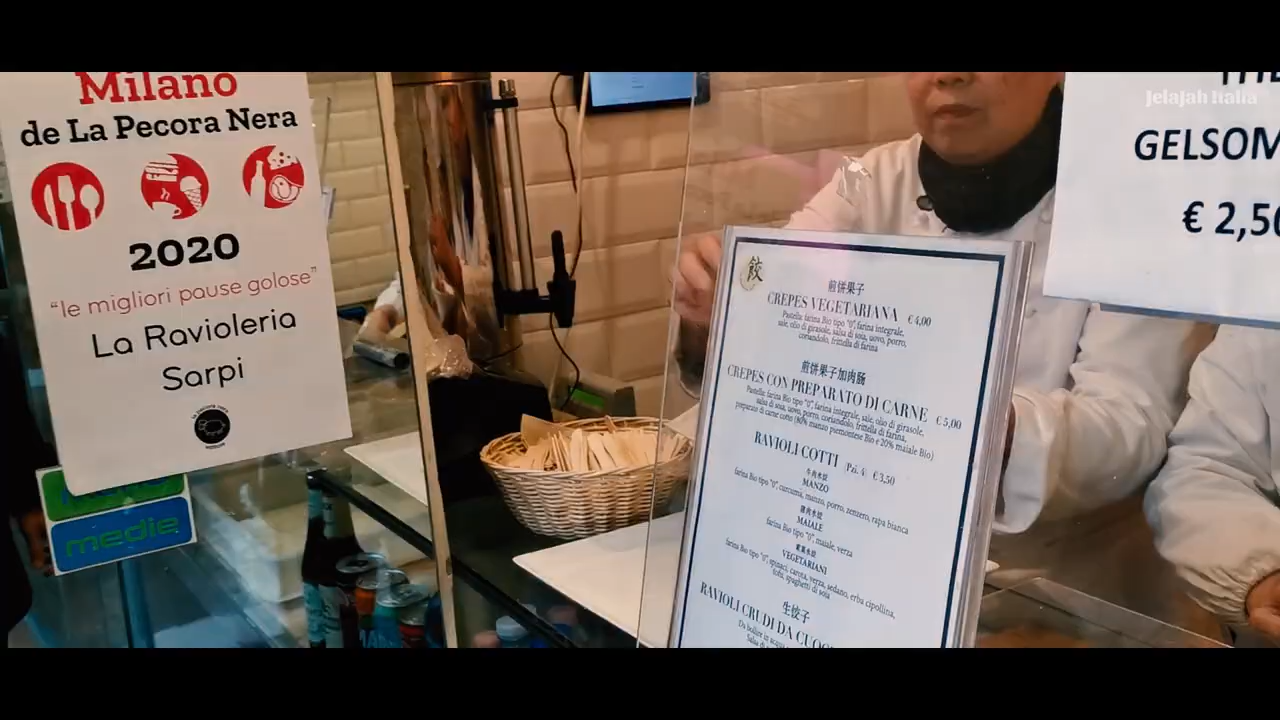 Milano
de La Pecora Nera
2020
“le migliori pause golose”
La Ravioleria
Sarpi
medie
餃
煎饼果子
CREPES VEGETARIANA € 4,00
Pastella: farina Bio tipo "0", farina integrale,
sale, olio di girasole, salsa di soia, uovo, porro,
coriandolo, frittella di farina
煎饼果子加肉肠
CREPES CON PREPARATO DI CARNE € 5,00
Pastella: farina Bio tipo "0", farina integrale, sale, olio di girasole,
salsa di soia, uovo, porro, coriandolo, frittella di farina,
preparato di carne cotto (80% manzo piemontese Bio e 20% maiale Bio)
RAVIOLI COTTI (Pzi. 4) € 3,50
牛肉水饺
MANZO
farina Bio tipo "0", curcuma, manzo, porro, zenzero, rapa bianca
猪肉水饺
MAIALE
farina Bio tipo "0", maiale, verza
素菜水饺
VEGETARIANI
farina Bio tipo "0", spinaci, carota, verza, sedano, erba cipollina,
tofu, spaghetti di soia
生饺子
RAVIOLI CRUDI DA CUOC
Da bollire in acqua
Salsa di
THE
GELSOM
€ 2,50
Jelajah Italia